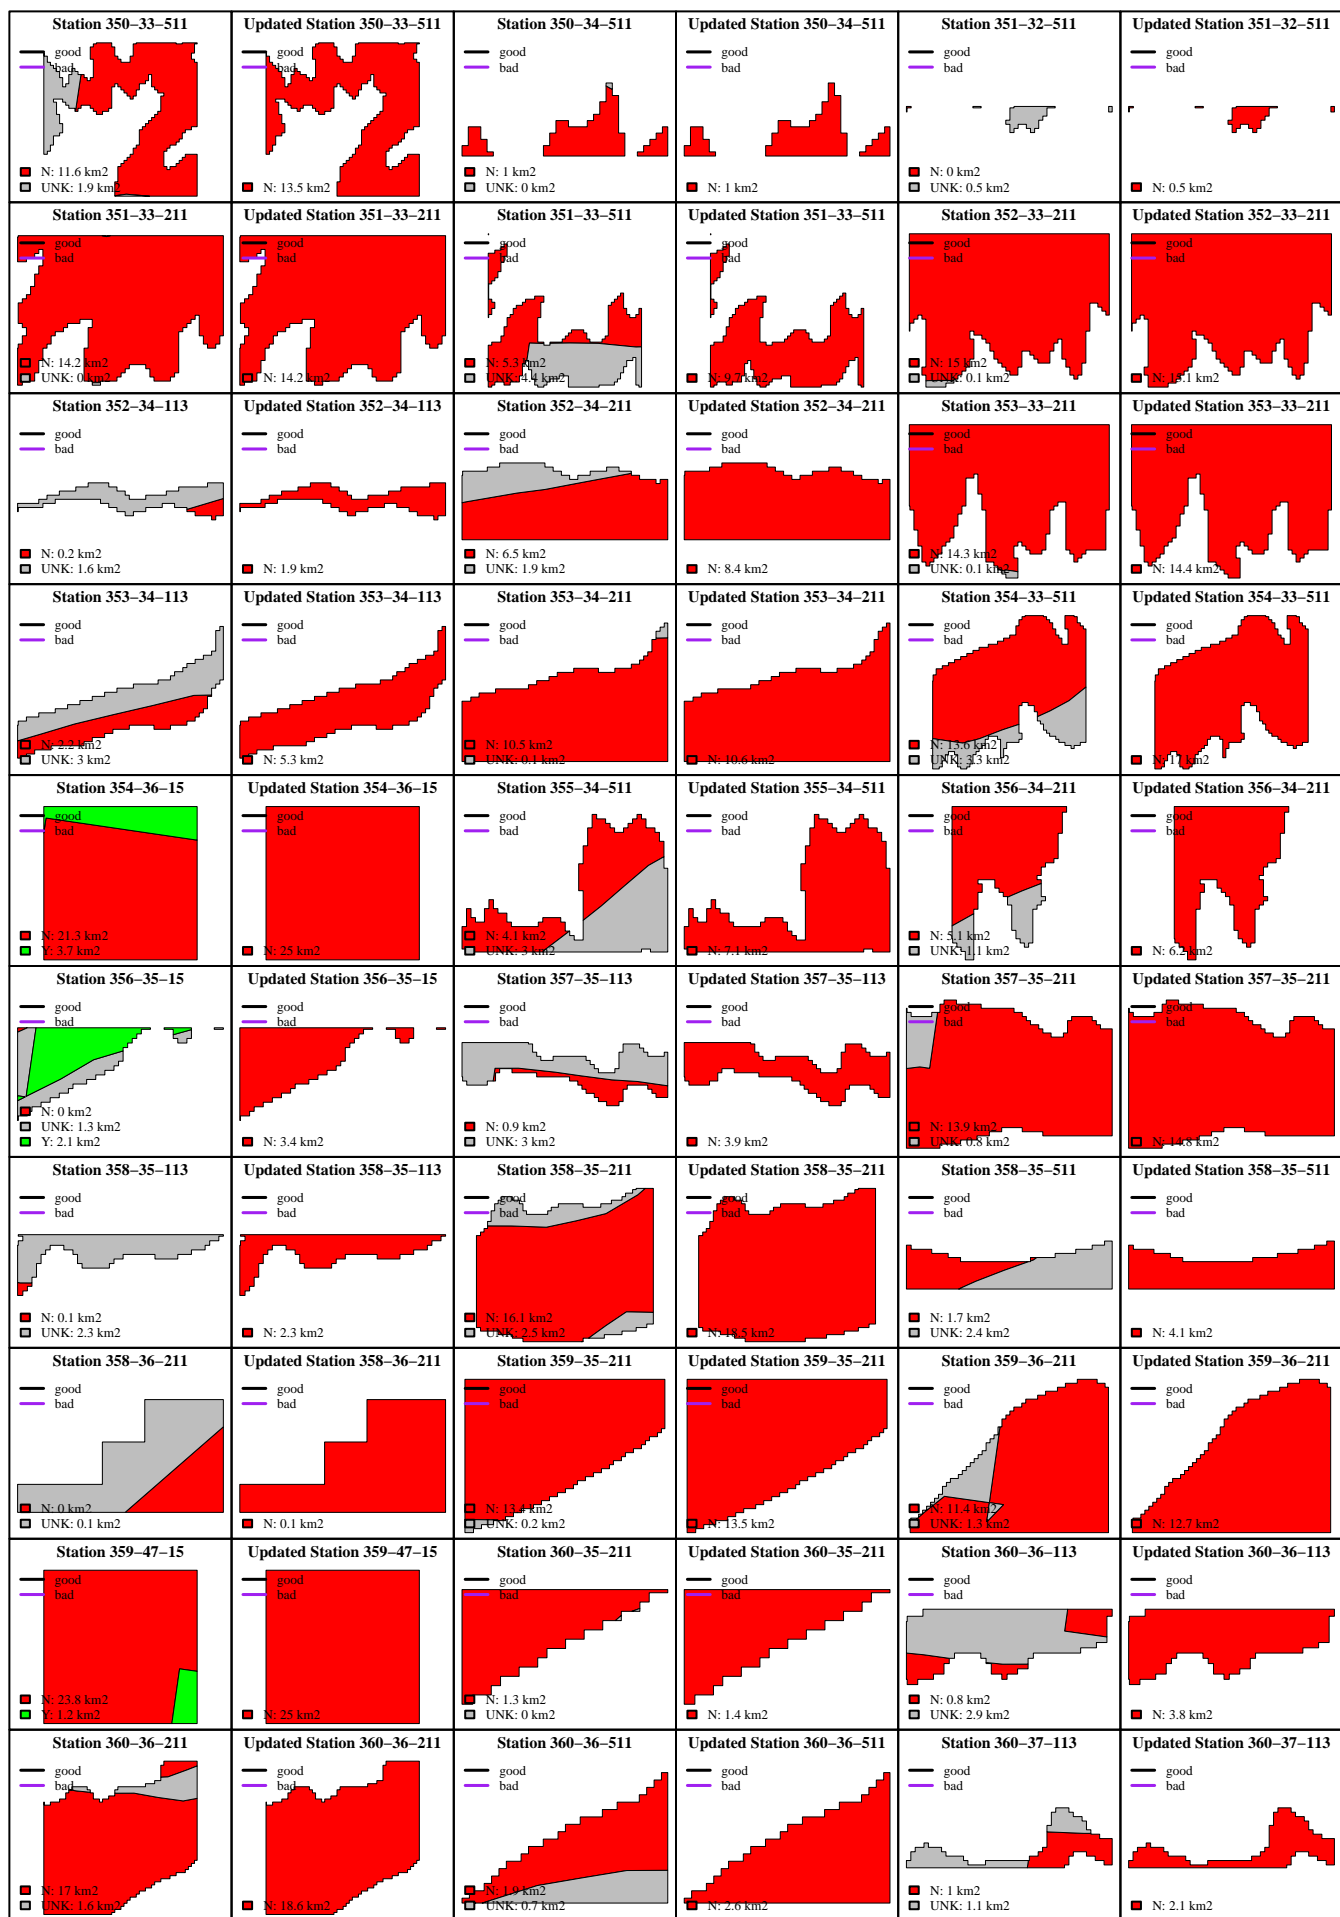 Station 350−33−511
good
bad
N: 11.6 km2
UNK: 1.9 km2
Updated Station 350−33−511
good
bad
N: 13.5 km2
Station 350−34−511
good
bad
N: 1 km2
UNK: 0 km2
Updated Station 350−34−511
good
bad
N: 1 km2
Station 351−32−511
good
bad
N: 0 km2
UNK: 0.5 km2
Updated Station 351−32−511
good
bad
N: 0.5 km2
Station 351−33−211
good
bad
N: 14.2 km2
UNK: 0 km2
Updated Station 351−33−211
good
bad
N: 14.2 km2
Station 351−33−511
good
bad
N: 5.3 km2
UNK: 4.4 km2
Updated Station 351−33−511
good
bad
N: 9.7 km2
Station 352−33−211
good
bad
N: 15 km2
UNK: 0.1 km2
Updated Station 352−33−211
good
bad
N: 15.1 km2
Station 352−34−113
good
bad
N: 0.2 km2
UNK: 1.6 km2
Updated Station 352−34−113
good
bad
N: 1.9 km2
Station 352−34−211
good
bad
N: 6.5 km2
UNK: 1.9 km2
Updated Station 352−34−211
good
bad
N: 8.4 km2
Station 353−33−211
good
bad
N: 14.3 km2
UNK: 0.1 km2
Updated Station 353−33−211
good
bad
N: 14.4 km2
Station 353−34−113
good
bad
N: 2.2 km2
UNK: 3 km2
Updated Station 353−34−113
good
bad
N: 5.3 km2
Station 353−34−211
good
bad
N: 10.5 km2
UNK: 0.1 km2
Updated Station 353−34−211
good
bad
N: 10.6 km2
Station 354−33−511
good
bad
N: 13.6 km2
UNK: 3.3 km2
Updated Station 354−33−511
good
bad
N: 17 km2
Station 354−36−15
good
bad
N: 21.3 km2
Y: 3.7 km2
Updated Station 354−36−15
good
bad
N: 25 km2
Station 355−34−511
good
bad
N: 4.1 km2
UNK: 3 km2
Updated Station 355−34−511
good
bad
N: 7.1 km2
Station 356−34−211
good
bad
N: 5.1 km2
UNK: 1.1 km2
Updated Station 356−34−211
good
bad
N: 6.2 km2
Station 356−35−15
good
bad
N: 0 km2
UNK: 1.3 km2
Y: 2.1 km2
Updated Station 356−35−15
good
bad
N: 3.4 km2
Station 357−35−113
good
bad
N: 0.9 km2
UNK: 3 km2
Updated Station 357−35−113
good
bad
N: 3.9 km2
Station 357−35−211
good
bad
N: 13.9 km2
UNK: 0.8 km2
Updated Station 357−35−211
good
bad
N: 14.8 km2
Station 358−35−113
good
bad
N: 0.1 km2
UNK: 2.3 km2
Updated Station 358−35−113
good
bad
N: 2.3 km2
Station 358−35−211
good
bad
N: 16.1 km2
UNK: 2.5 km2
Updated Station 358−35−211
good
bad
N: 18.5 km2
Station 358−35−511
good
bad
N: 1.7 km2
UNK: 2.4 km2
Updated Station 358−35−511
good
bad
N: 4.1 km2
Station 358−36−211
good
bad
N: 0 km2
UNK: 0.1 km2
Updated Station 358−36−211
good
bad
N: 0.1 km2
Station 359−35−211
good
bad
N: 13.4 km2
UNK: 0.2 km2
Updated Station 359−35−211
good
bad
N: 13.5 km2
Station 359−36−211
good
bad
N: 11.4 km2
UNK: 1.3 km2
Updated Station 359−36−211
good
bad
N: 12.7 km2
Station 359−47−15
good
bad
N: 23.8 km2
Y: 1.2 km2
Updated Station 359−47−15
good
bad
N: 25 km2
Station 360−35−211
good
bad
N: 1.3 km2
UNK: 0 km2
Updated Station 360−35−211
good
bad
N: 1.4 km2
Station 360−36−113
good
bad
N: 0.8 km2
UNK: 2.9 km2
Updated Station 360−36−113
good
bad
N: 3.8 km2
Station 360−36−211
good
bad
N: 17 km2
UNK: 1.6 km2
Updated Station 360−36−211
good
bad
N: 18.6 km2
Station 360−36−511
good
bad
N: 1.9 km2
UNK: 0.7 km2
Updated Station 360−36−511
good
bad
N: 2.6 km2
Station 360−37−113
good
bad
N: 1 km2
UNK: 1.1 km2
Updated Station 360−37−113
good
bad
N: 2.1 km2